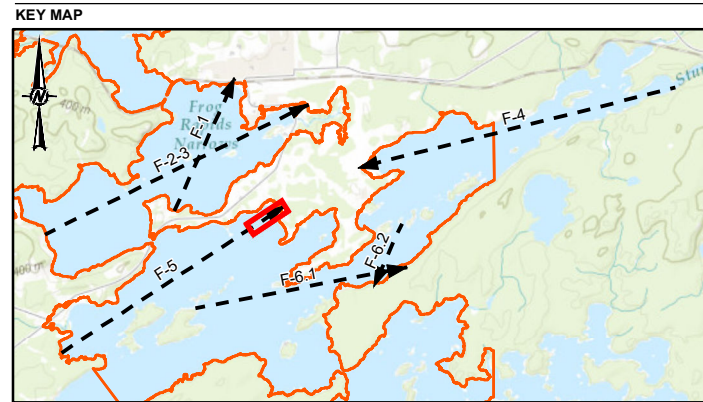 KEY MAP
N
400 m
Frog
Rapids
Narrows
F-1
F-2-3
F-4
Stur
400 m
F-5
F-6.1
F-6.2